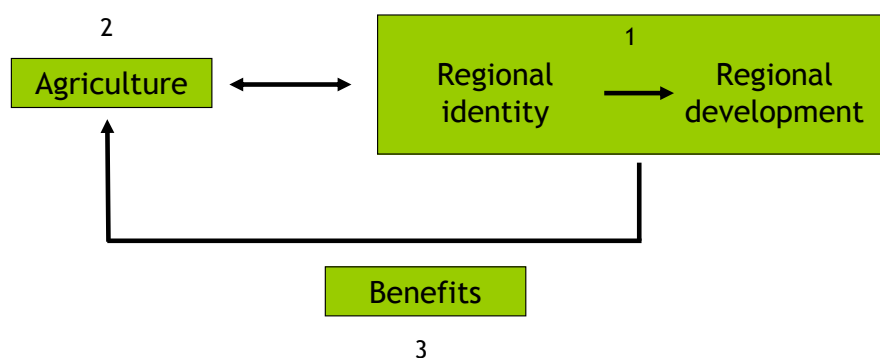 2
Agriculture
1
Regional
identity
Regional
development
Benefits
3